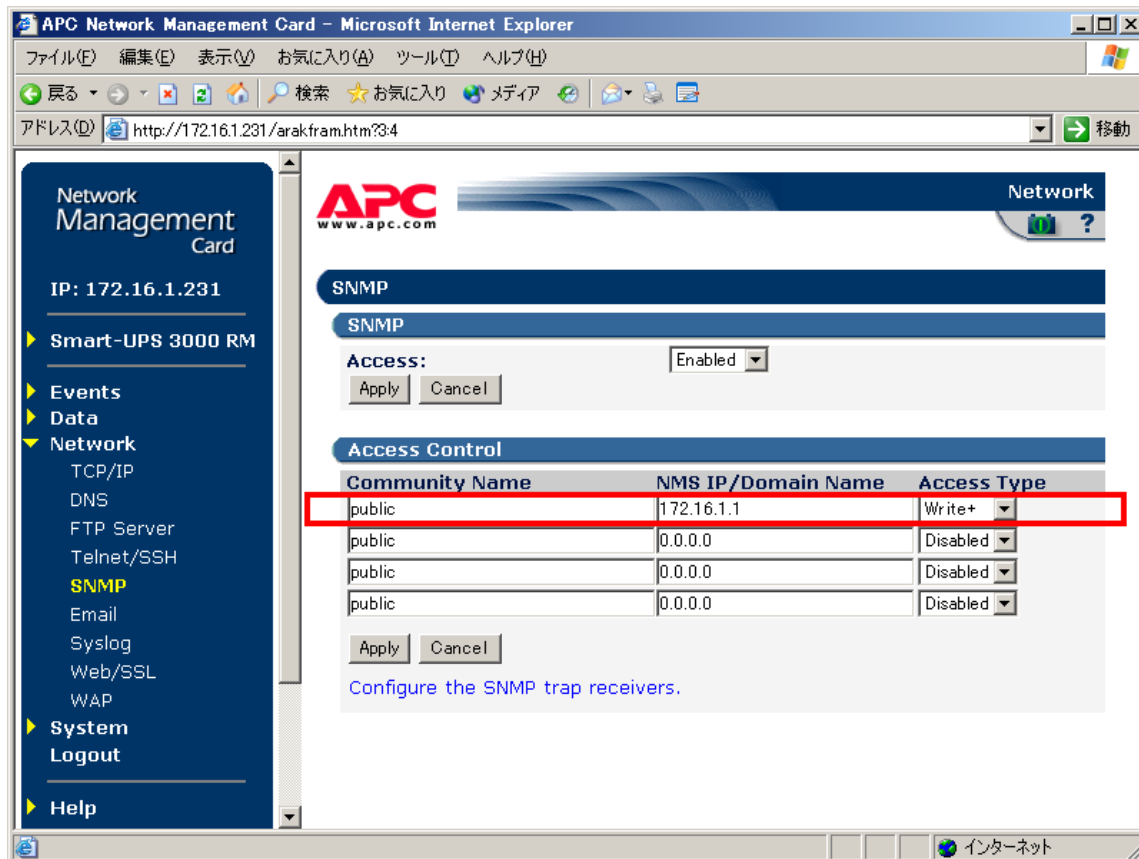 APC Network Management Card - Microsoft Internet Explorer
ファイル(F) 編集(E) 表示(V) お気に入り(A) ツール(T) ヘルプ(H)
戻る 検索 お気に入り メディア
アドレス(D) http://172.16.1.231/arakfram.htm?3:4 移動
Network
Management
Card
IP: 172.16.1.231
Smart-UPS 3000 RM
Events
Data
Network
TCP/IP
DNS
FTP Server
Telnet/SSH
SNMP
Email
Syslog
Web/SSL
WAP
System
Logout
Help
APC
www.apc.com
Network
?
SNMP
SNMP
Access: Enabled
Apply Cancel
Access Control
Community Name NMS IP/Domain Name Access Type
public 172.16.1.1 Write+
public 0.0.0.0 Disabled
public 0.0.0.0 Disabled
public 0.0.0.0 Disabled
Apply Cancel
Configure the SNMP trap receivers.
インターネット